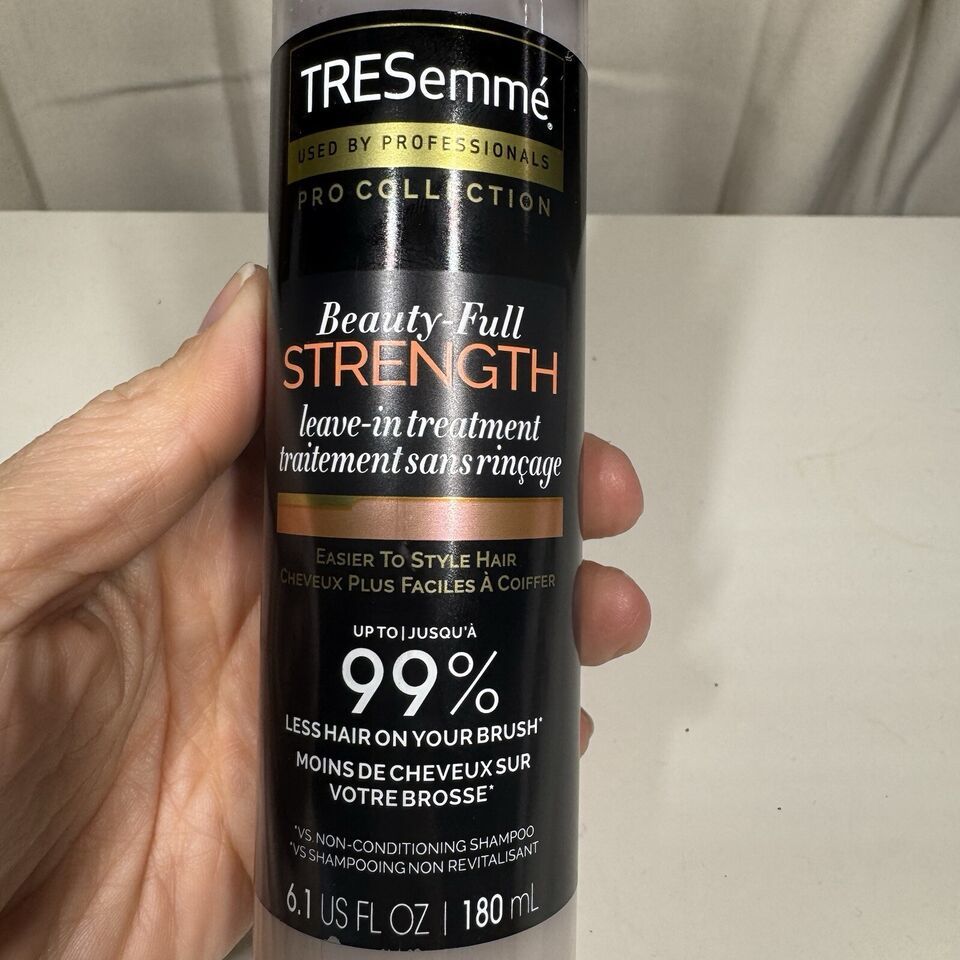 TRESemmé®
USED BY PROFESSIONALS
PRO COLLECTION
Beauty-Full
STRENGTH
leave-in treatment
traitement sans rinçage
EASIER TO STYLE HAIR
CHEVEUX PLUS FACILES À COIFFER
UP TO | JUSQU'À
99%
LESS HAIR ON YOUR BRUSH*
MOINS DE CHEVEUX SUR
VOTRE BROSSE*
*VS. NON-CONDITIONING SHAMPOO
*VS SHAMPOOING NON REVITALISANT
6.1 US FL OZ | 180 mL